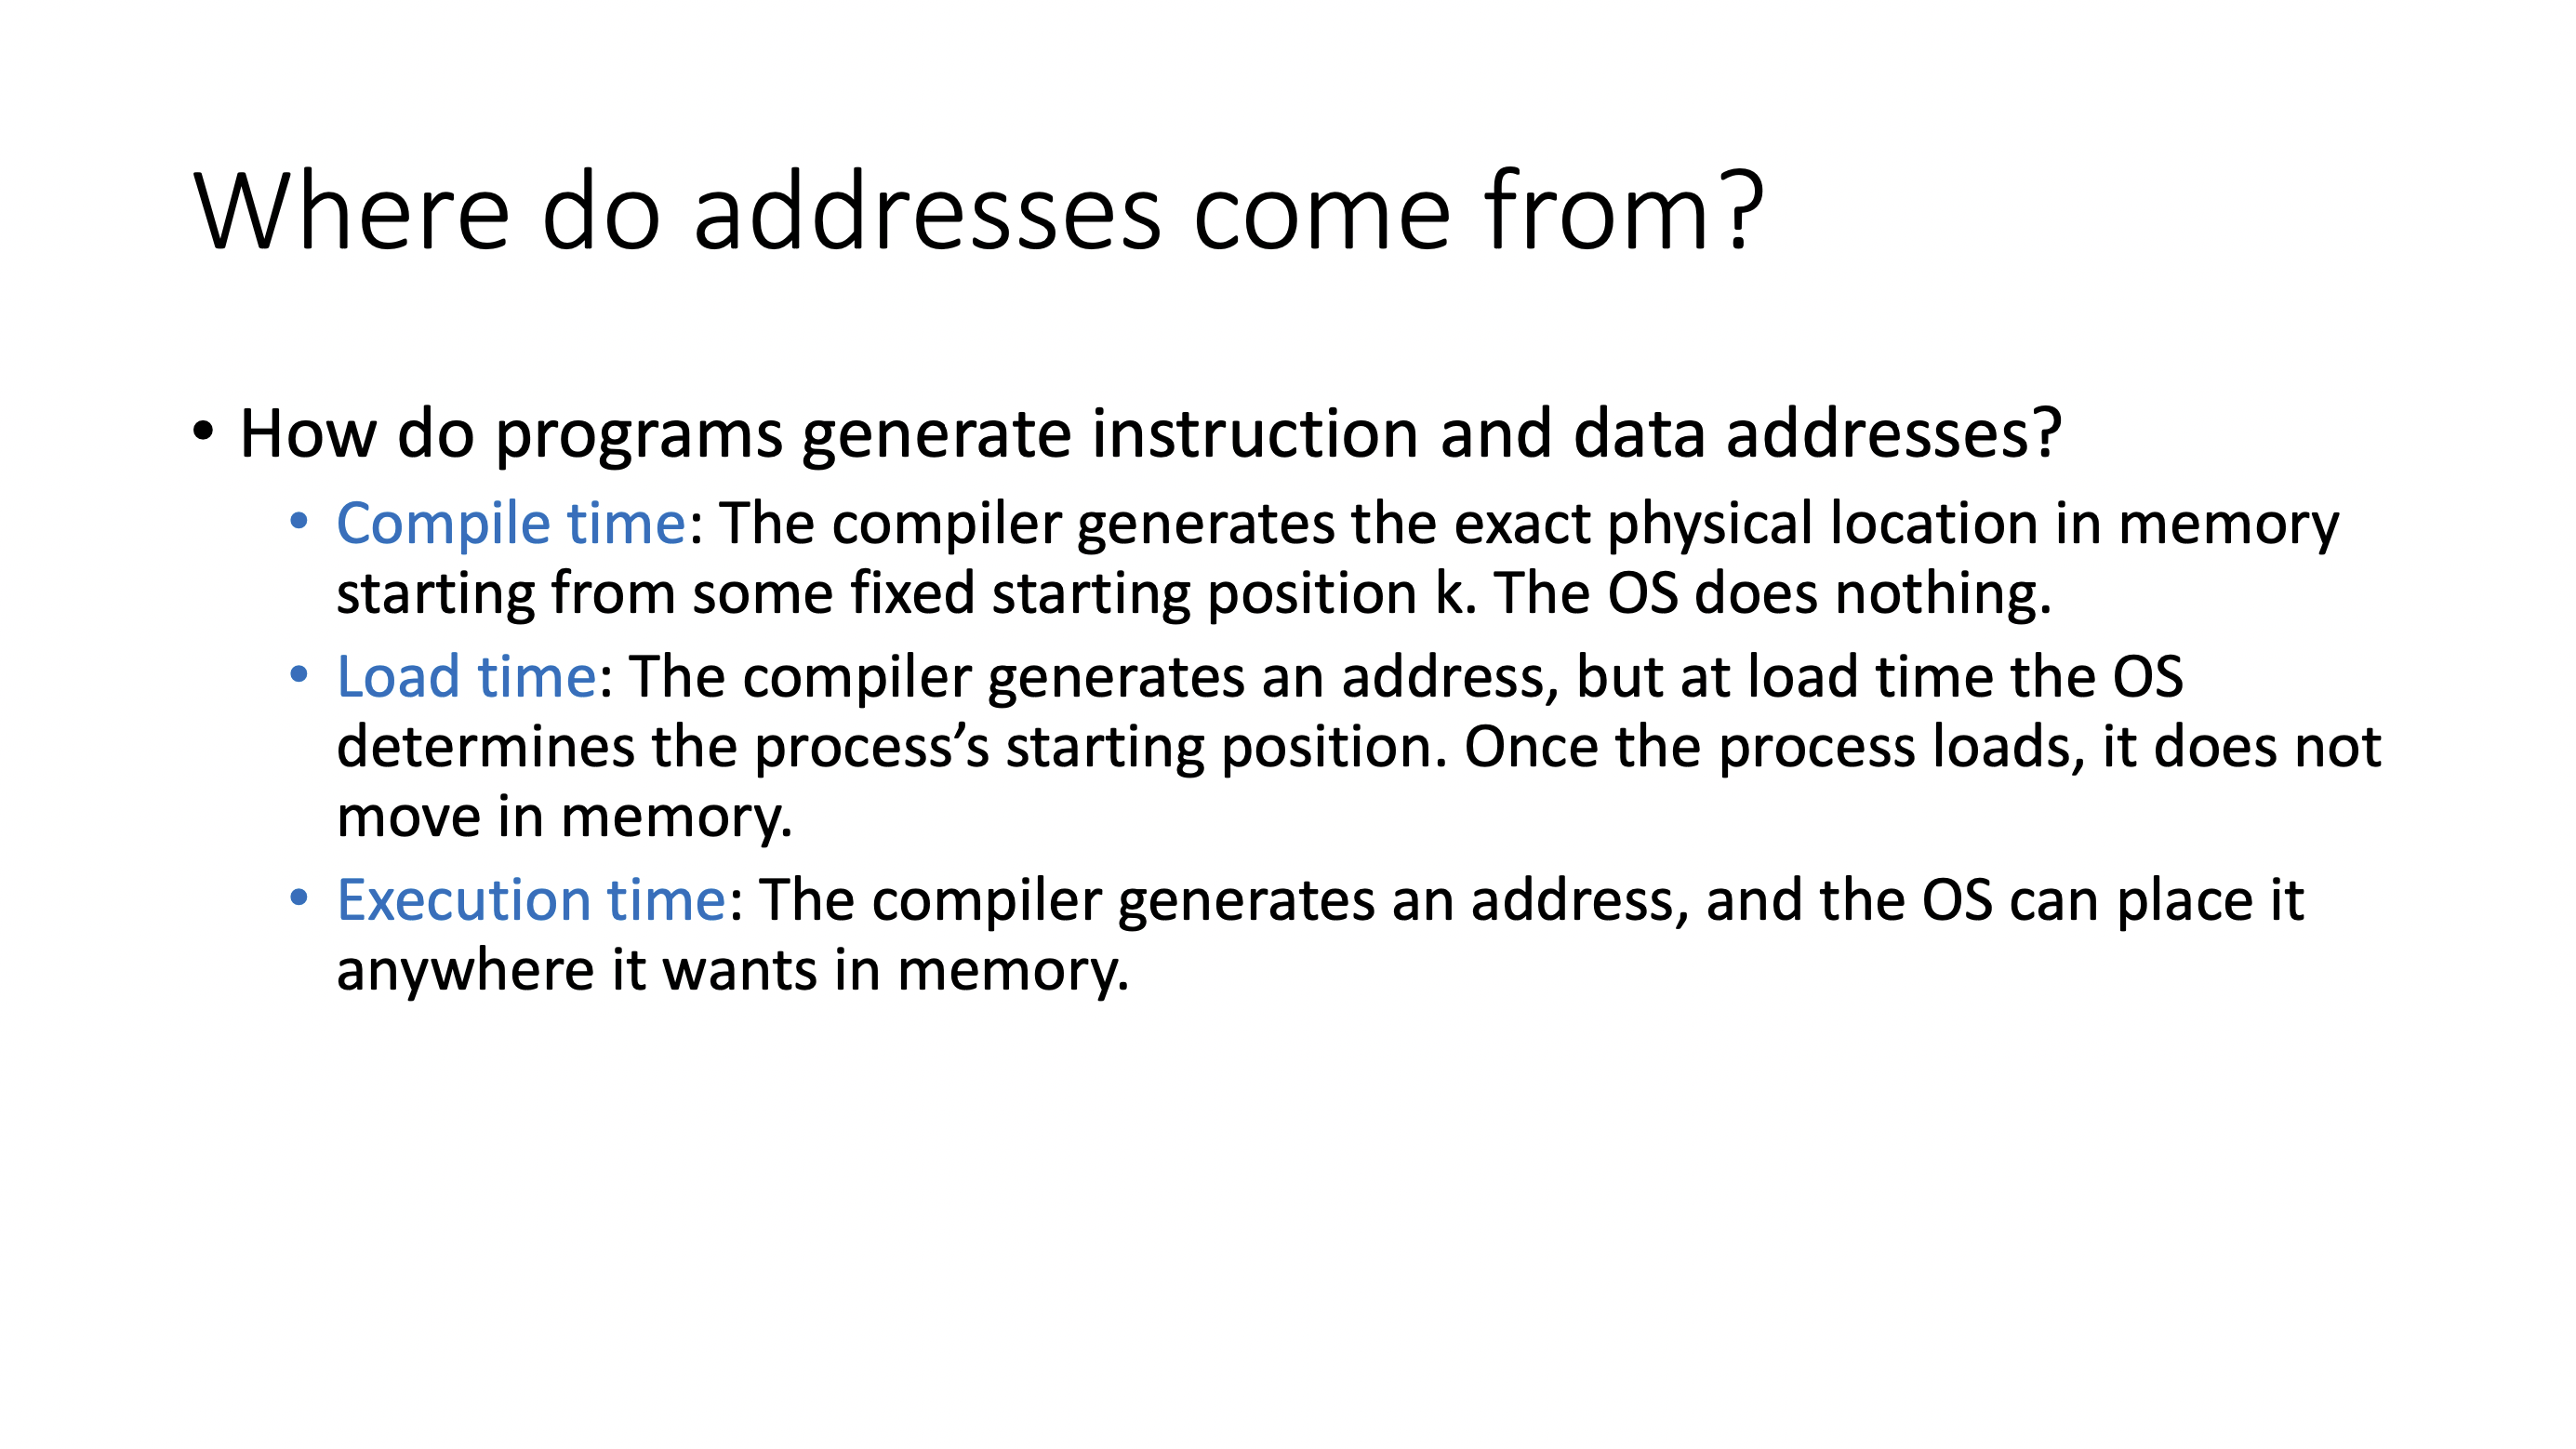 Where do addresses come from?
• How do programs generate instruction and data addresses?
• Compile time: The compiler generates the exact physical location in memory
starting from some fixed starting position k. The OS does nothing.
• Load time: The compiler generates an address, but at load time the OS
determines the process’s starting position. Once the process loads, it does not
move in memory.
• Execution time: The compiler generates an address, and the OS can place it
anywhere it wants in memory.